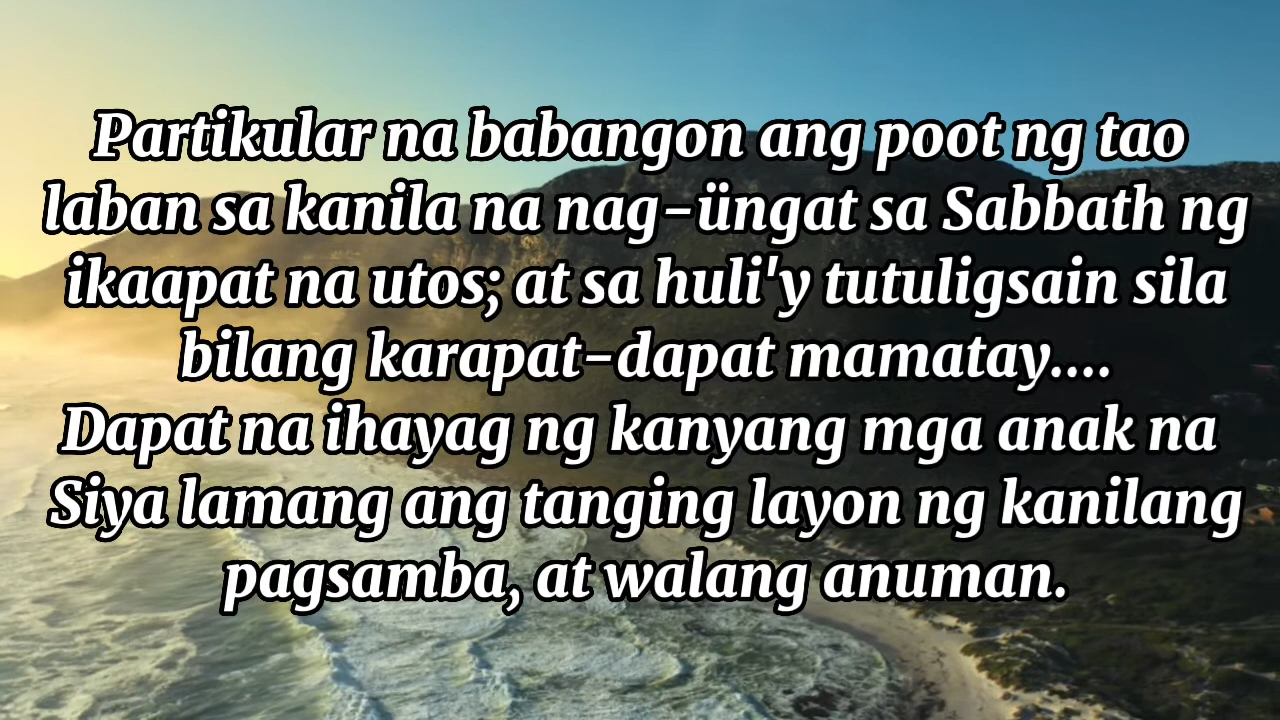 Partikular na babangon ang poot ng tao
laban sa kanila na nag-üngat sa Sabbath ng
ikaapat na utos; at sa huli'y tutuligsain sila
bilang karapat-dapat mamatay....
Dapat na ihayag ng kanyang mga anak na
Siya lamang ang tanging layon ng kanilang
pagsamba, at walang anuman.